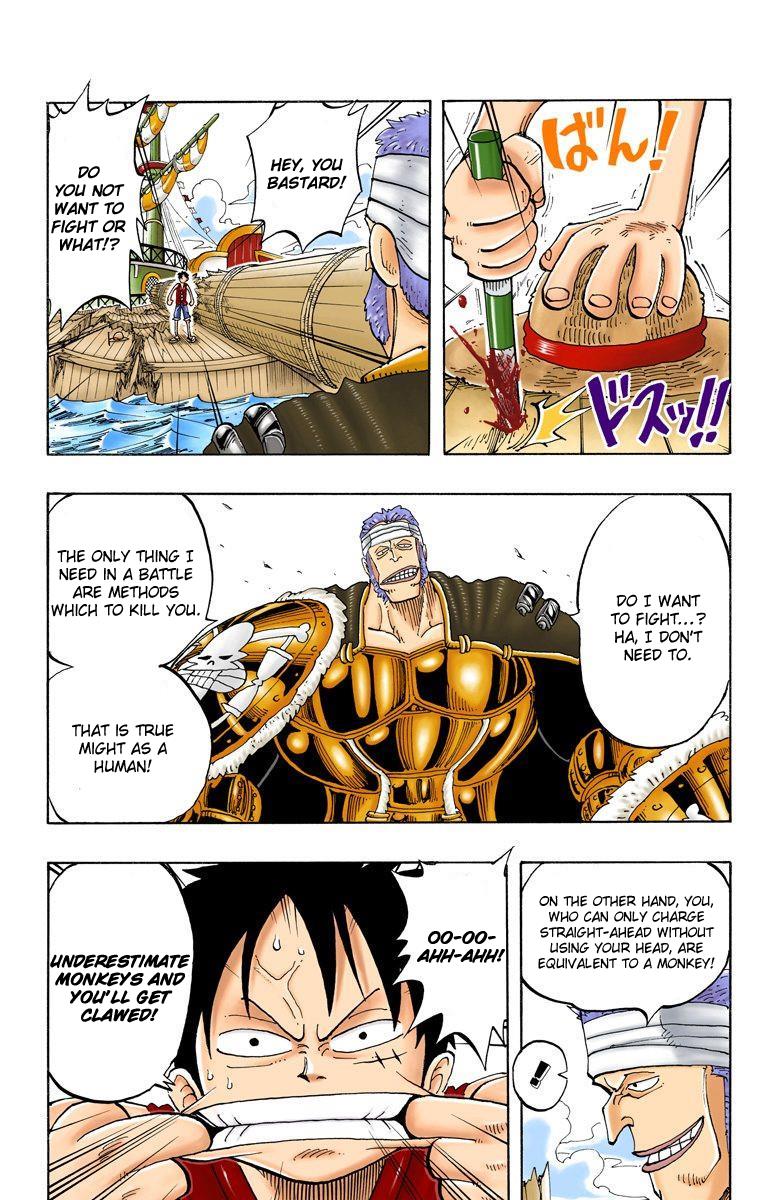 ばん!
ドスッ!!
HEY, YOU
BASTARD!
DO
YOU NOT
WANT TO
FIGHT OR
WHAT!?
DO I WANT
TO FIGHT...?
HA, I DON'T
NEED TO.
THE ONLY THING I
NEED IN A BATTLE
ARE METHODS
WHICH TO KILL YOU.
THAT IS TRUE
MIGHT AS A
HUMAN!
ON THE OTHER HAND, YOU,
WHO CAN ONLY CHARGE
STRAIGHT-AHEAD WITHOUT
USING YOUR HEAD, ARE
EQUIVALENT TO A MONKEY!
!
OO-OO-
AHH-AHH!
UNDERESTIMATE
MONKEYS AND
YOU'LL GET
CLAWED!